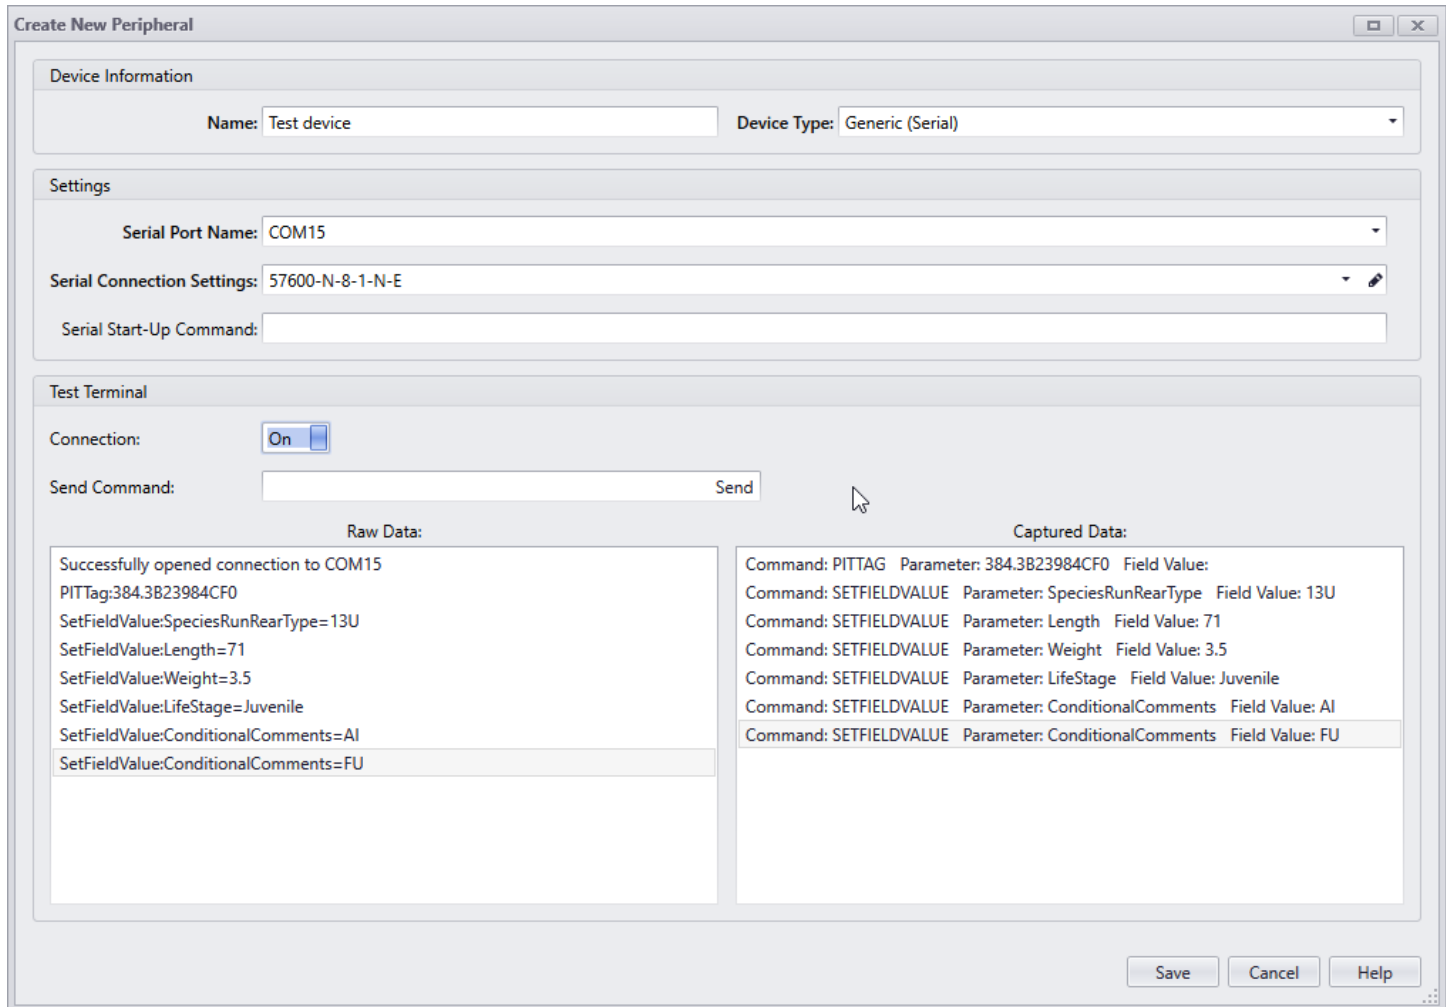 Create New Peripheral
Device Information
Name: Test device Device Type: Generic (Serial)
Settings
Serial Port Name: COM15
Serial Connection Settings: 57600-N-8-1-N-E
Serial Start-Up Command:
Test Terminal
Connection: On
Send Command: Send
Raw Data:
Successfully opened connection to COM15
PITTag:384.3B23984CF0
SetFieldValue:SpeciesRunRearType=13U
SetFieldValue:Length=71
SetFieldValue:Weight=3.5
SetFieldValue:LifeStage=Juvenile
SetFieldValue:ConditionalComments=AI
SetFieldValue:ConditionalComments=FU
Captured Data:
Command: PITTAG Parameter: 384.3B23984CF0 Field Value:
Command: SETFIELDVALUE Parameter: SpeciesRunRearType Field Value: 13U
Command: SETFIELDVALUE Parameter: Length Field Value: 71
Command: SETFIELDVALUE Parameter: Weight Field Value: 3.5
Command: SETFIELDVALUE Parameter: LifeStage Field Value: Juvenile
Command: SETFIELDVALUE Parameter: ConditionalComments Field Value: AI
Command: SETFIELDVALUE Parameter: ConditionalComments Field Value: FU
Save Cancel Help